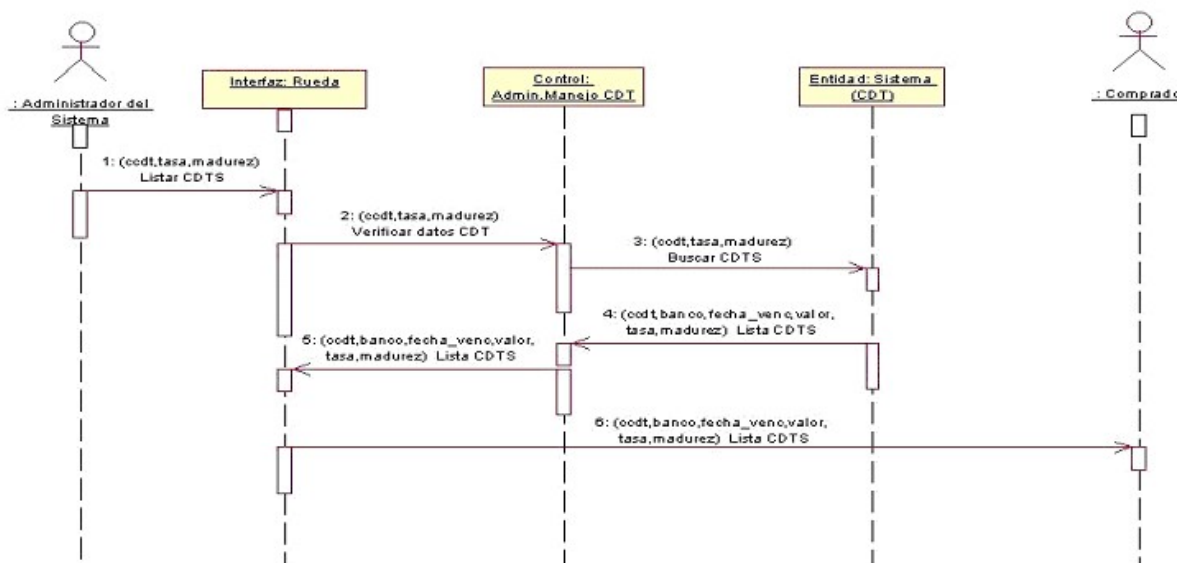 : Administrador del
Sistema
Interfaz: Rueda
Control:
Admin.Manejo CDT
Entidad: Sistema
(CDT)
: Comprado
1: (ccdt,tasa,madurez)
Listar CDTS
2: (ccdt,tasa,madurez)
Verificar datos CDT
3: (ccdt,tasa,madurez)
Buscar CDTS
4: (ccdt,banco,fecha_venc,valor,
tasa,madurez) Lista CDTS
5: (ccdt,banco,fecha_venc,valor,
tasa,madurez) Lista CDTS
6: (ccdt,banco,fecha_venc,valor,
tasa,madurez) Lista CDTS